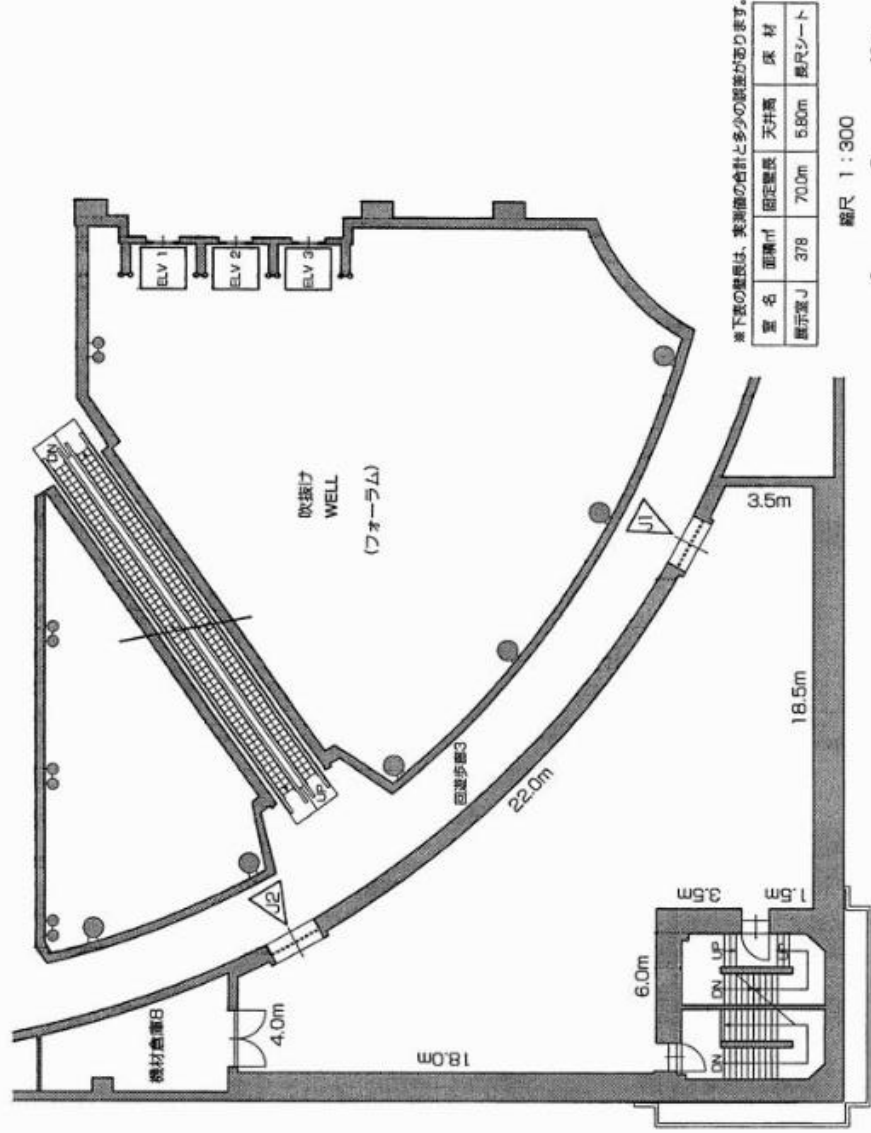 ※下表の壁長は、実測値の合計と多少の誤差があります。
室 名 面積㎡ 固定壁長 天井高 床 材
展示室J 378 70.0m 5.80m 長尺シート
縮尺 1:300
ELV 1
ELV 2
ELV 3
DN
吹抜け
WELL
(フォーラム)
UP
回遊歩廊3
J1
J2
22.0m
3.5m
18.5m
機材倉庫8
4.0m
18.0m
6.0m
3.5m
1.5m
UP
DN
UP
DN